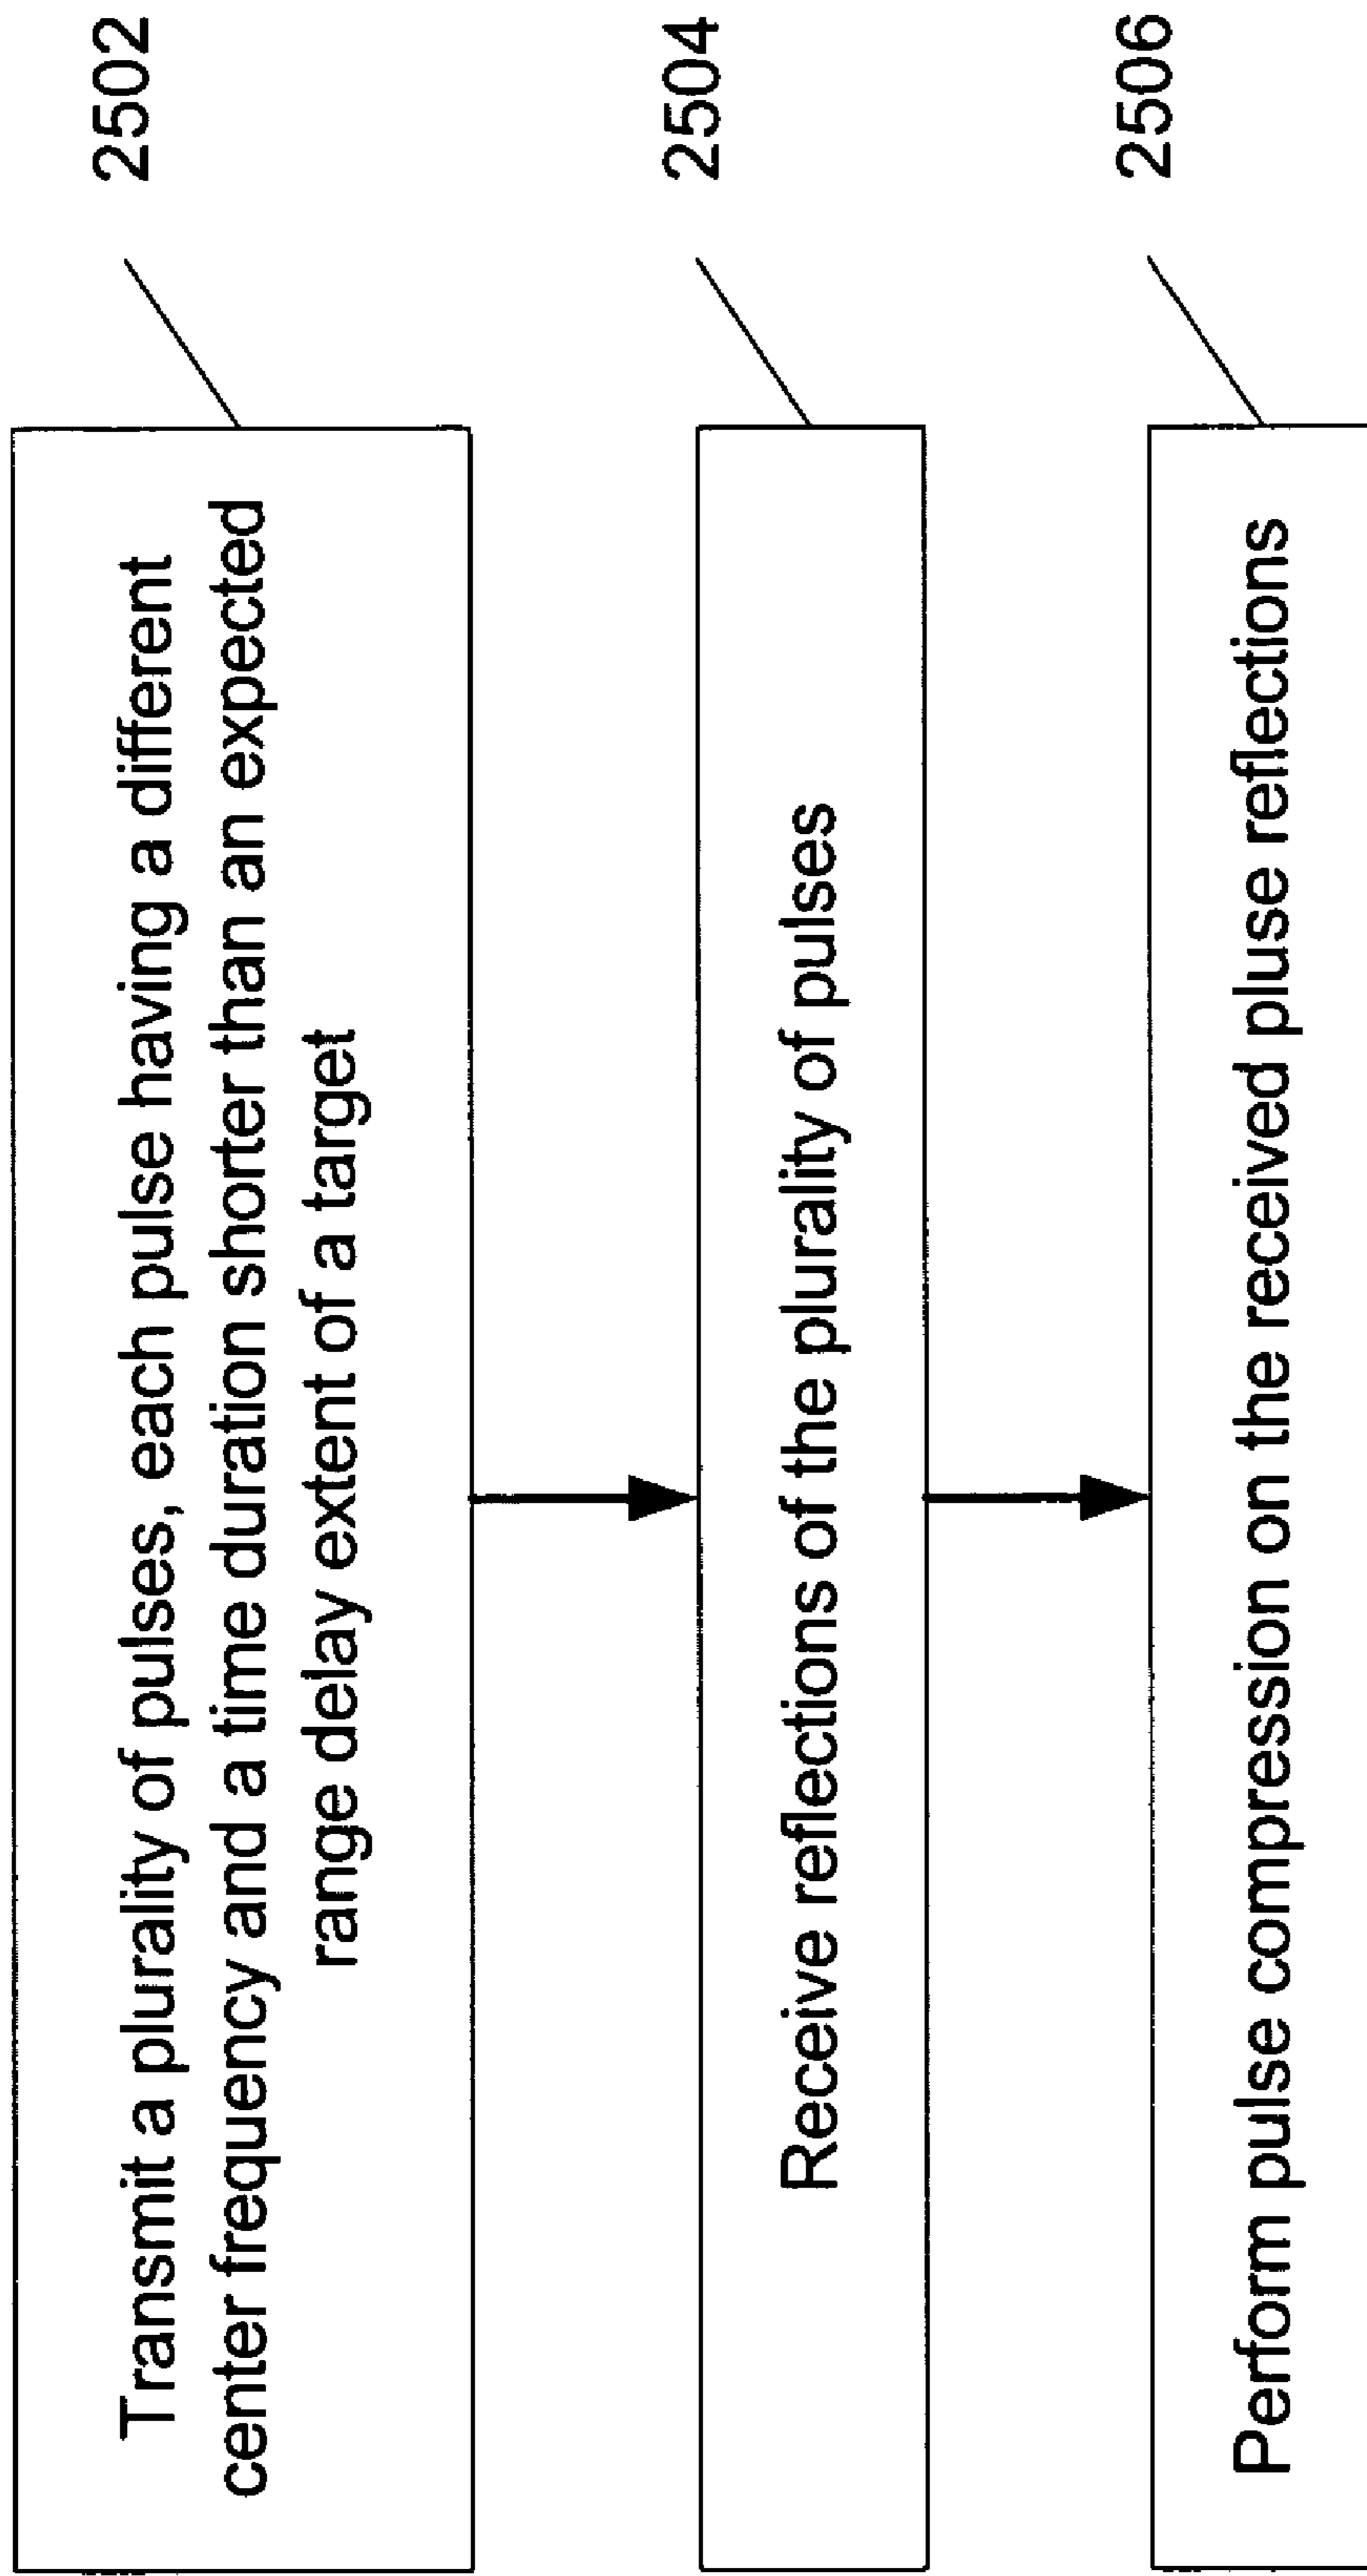 Transmit a plurality of pulses, each pulse having a different
center frequency and a time duration shorter than an expected
range delay extent of a target
2502
Receive reflections of the plurality of pulses
2504
Perform pulse compression on the received pluse reflections
2506